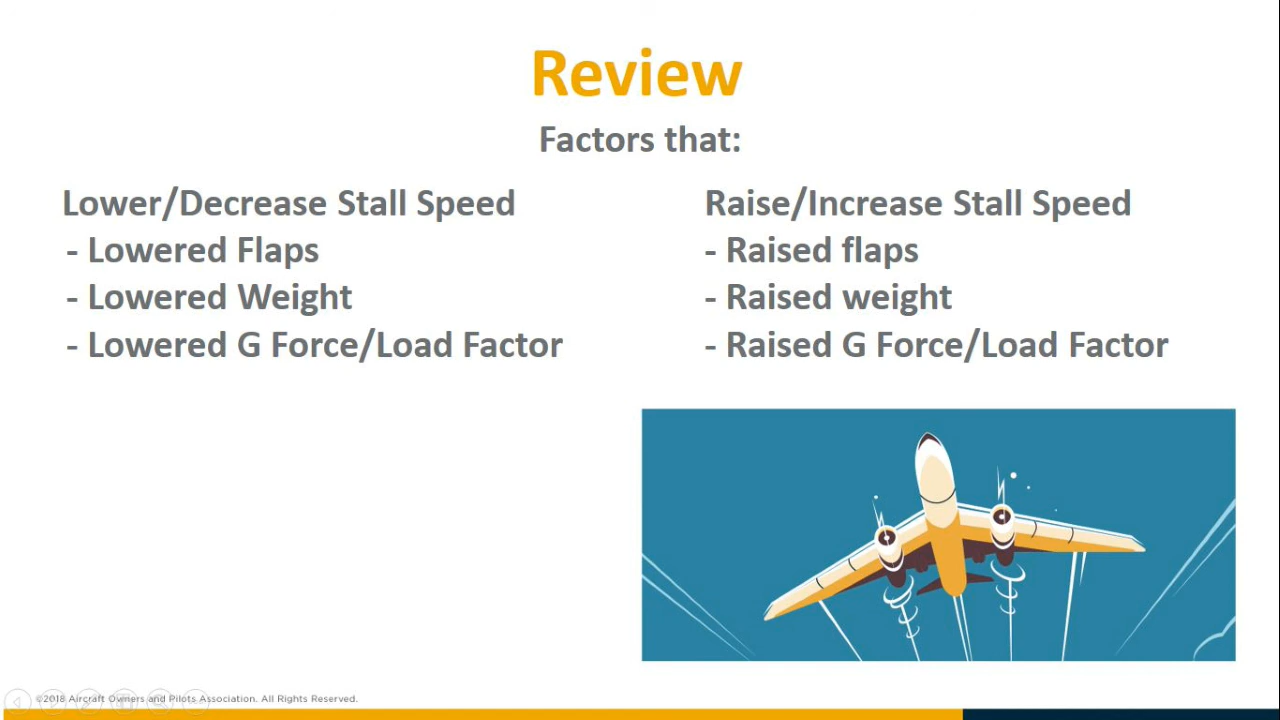 Review
Factors that:
Lower/Decrease Stall Speed
- Lowered Flaps
- Lowered Weight
- Lowered G Force/Load Factor
Raise/Increase Stall Speed
- Raised flaps
- Raised weight
- Raised G Force/Load Factor
©2018 Aircraft Owners and Pilots Association. All Rights Reserved.